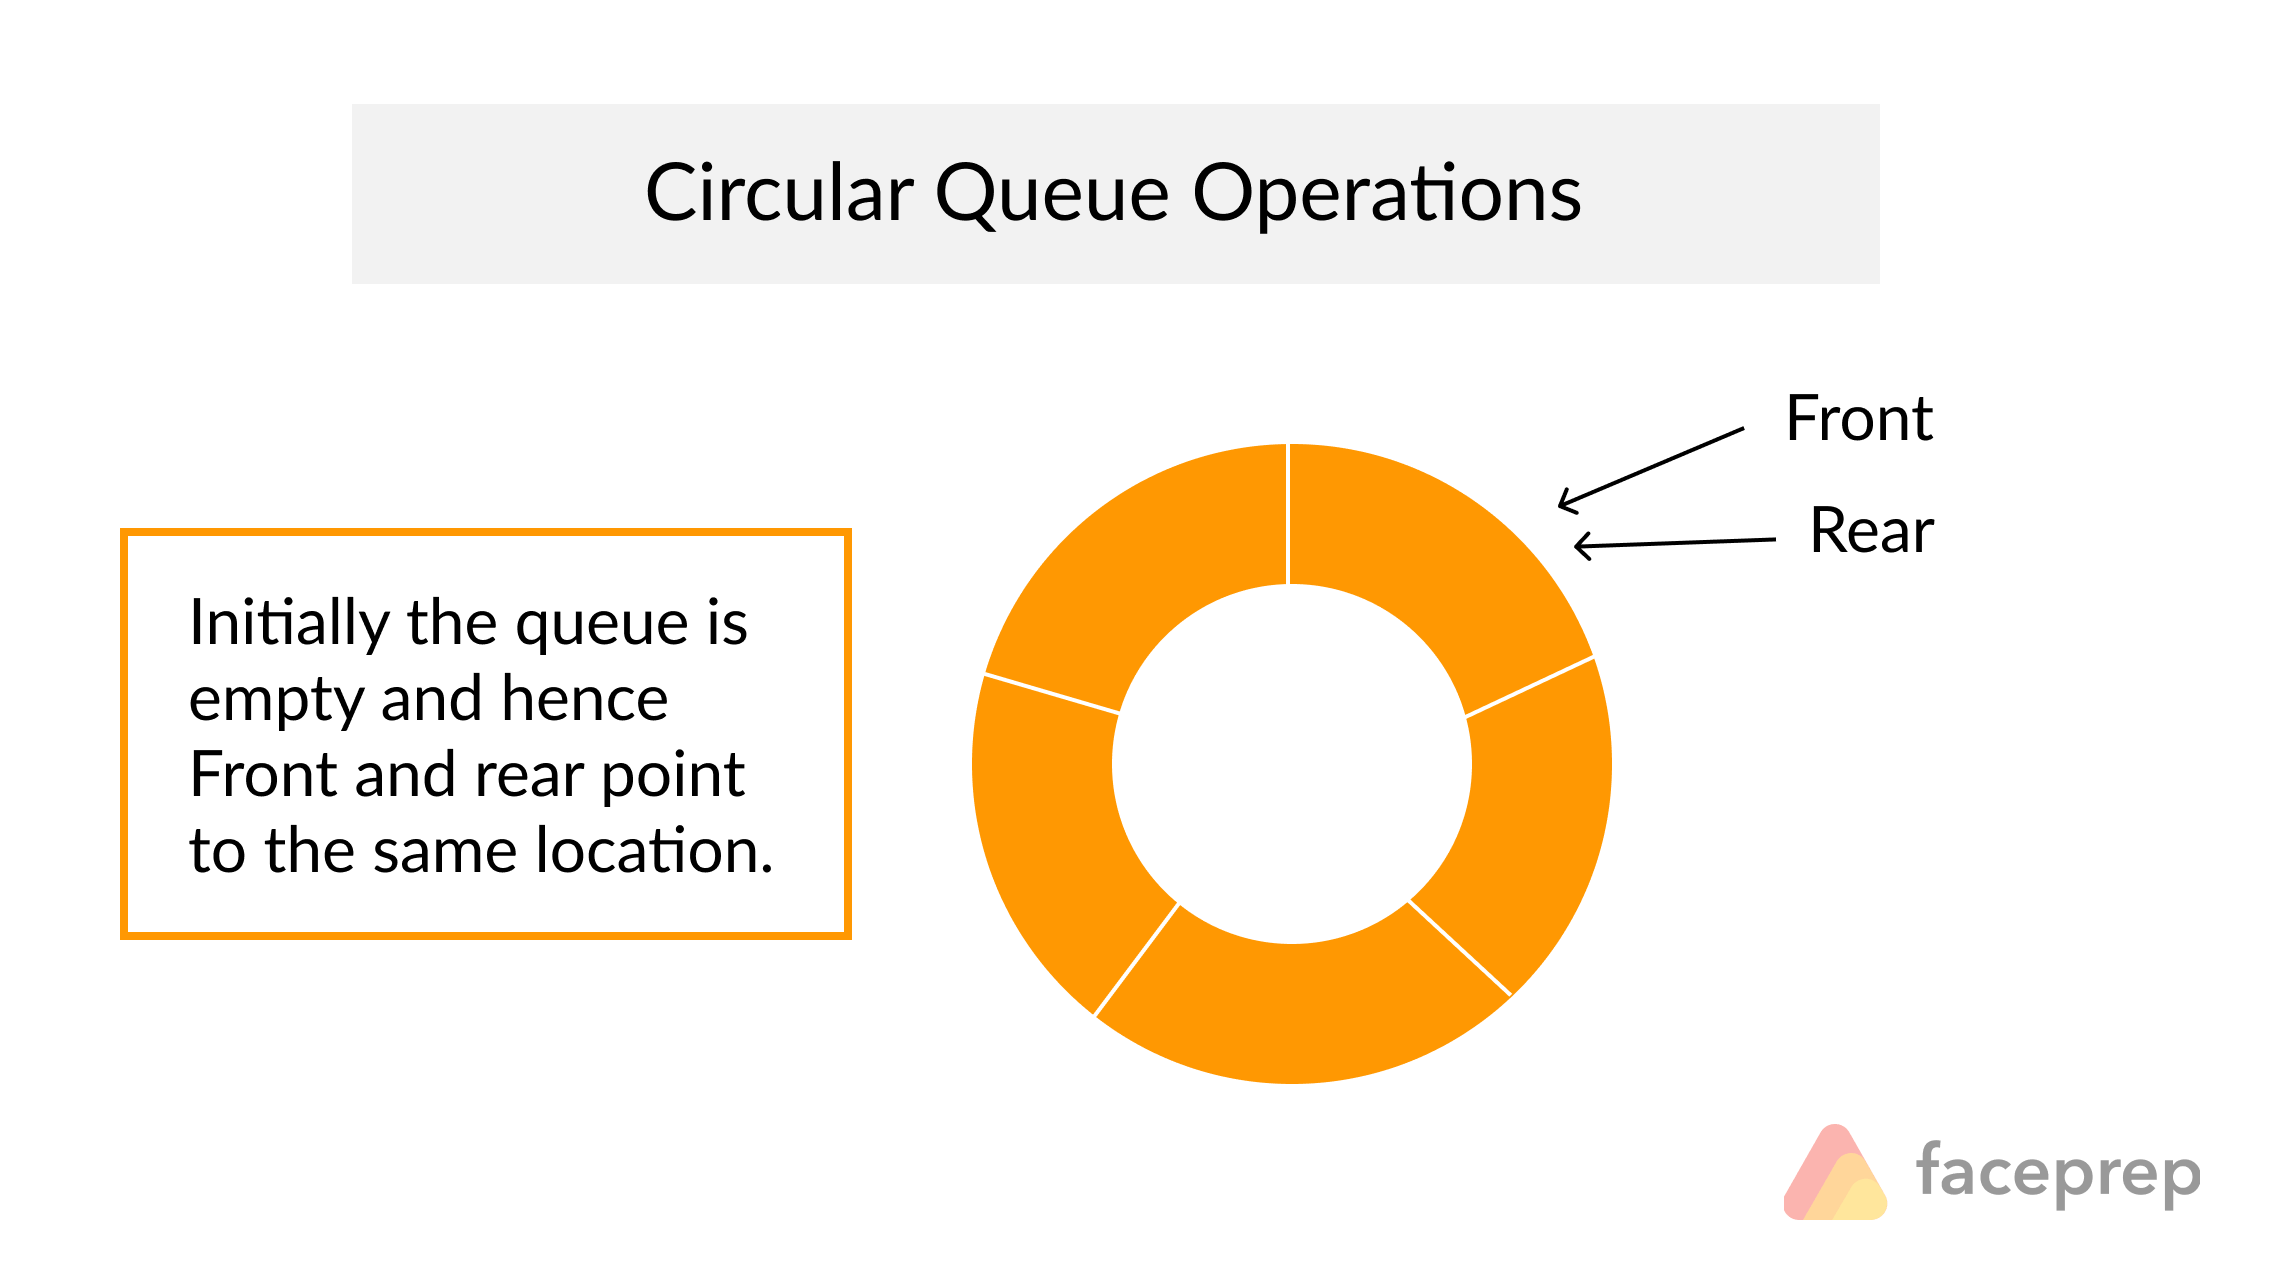 Circular Queue Operations
Front
Rear
Initially the queue is
empty and hence
Front and rear point
to the same location.
faceprep